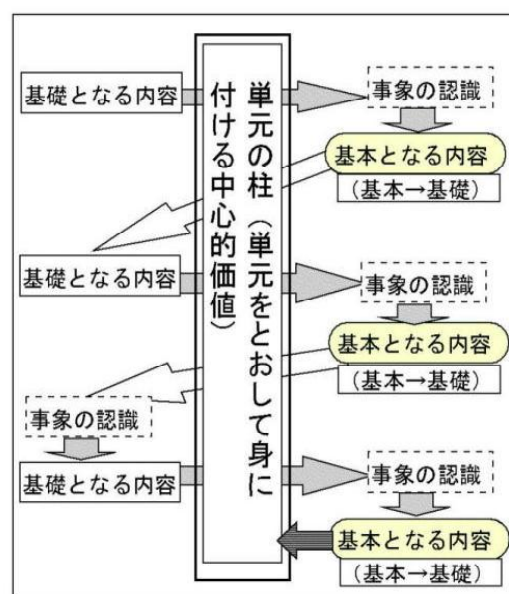 基礎となる内容
単元の柱（単元をとおして身に
付ける中心的価値）
事象の認識
基本となる内容
（基本→基礎）
基礎となる内容
事象の認識
基本となる内容
（基本→基礎）
事象の認識
基礎となる内容
事象の認識
基本となる内容
（基本→基礎）